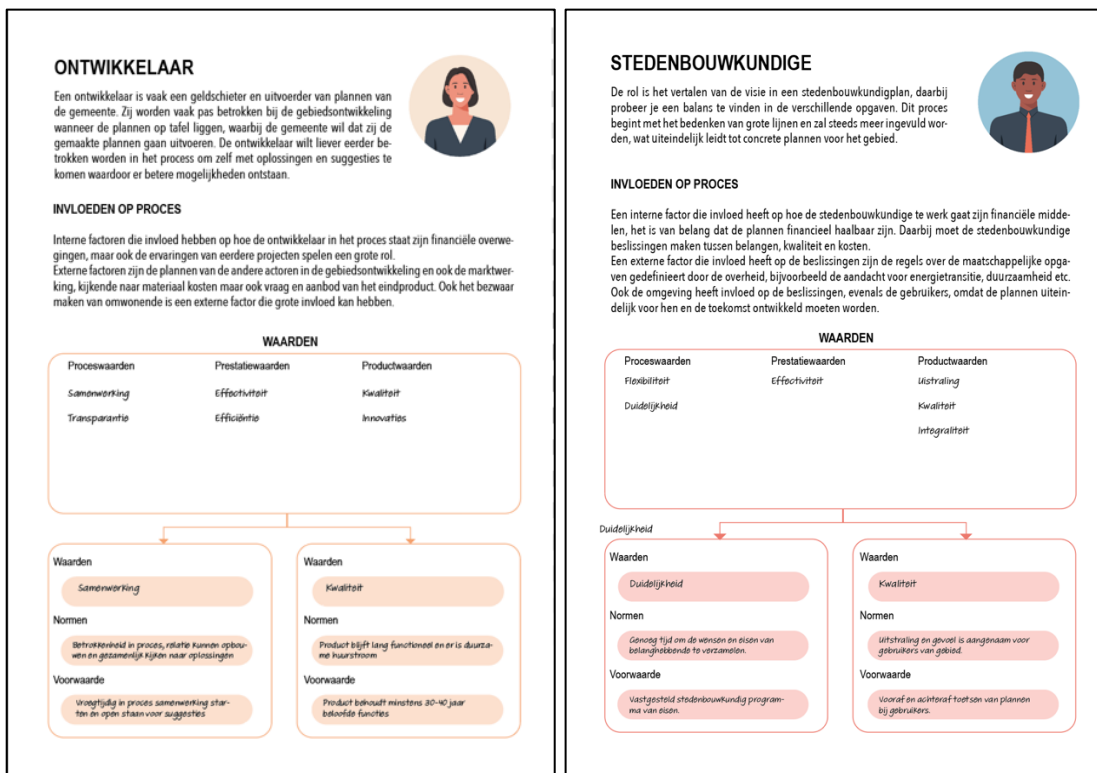 ONTWIKKELAAR
Een ontwikkelaar is vaak een geldschieter en uitvoerder van plannen van
de gemeente. Zij worden vaak pas betrokken bij de gebiedsontwikkeling
wanneer de plannen op tafel liggen, waarbij de gemeente wil dat zij de
gemaakte plannen gaan uitvoeren. De ontwikkelaar wilt liever eerder be-
trokken worden in het process om zelf met oplossingen en suggesties te
komen waardoor er betere mogelijkheden ontstaan.
INVLOEDEN OP PROCES
Interne factoren die invloed hebben op hoe de ontwikkelaar in het proces staat zijn financiële overwe-
gingen, maar ook de ervaringen van eerdere projecten spelen een grote rol.
Externe factoren zijn de plannen van de andere actoren in de gebiedsontwikkeling en ook de marktwer-
king, kijkende naar materiaal kosten maar ook vraag en aanbod van het eindproduct. Ook het bezwaar
maken van omwonende is een externe factor die grote invloed kan hebben.
WAARDEN
Proceswaarden Prestatiewaarden Productwaarden
Samenwerking Effectiviteit Kwaliteit
Transparantie Efficiëntie Innovaties
Waarden
Samenwerking
Normen
Betrokkenheid in proces, relatie kunnen opbou-
wen en gezamenlijk kijken naar oplossingen
Voorwaarde
Vroegtijdig in proces samenwerking star-
ten en open staan voor suggesties
Waarden
Kwaliteit
Normen
Product blijft lang functioneel en er is duurza-
me huurstroom
Voorwaarde
Product behoudt minstens 30-40 jaar
beloofde functies
STEDENBOUWKUNDIGE
De rol is het vertalen van de visie in een stedenbouwkundigplan, daarbij
probeer je een balans te vinden in de verschillende opgaven. Dit proces
begint met het bedenken van grote lijnen en zal steeds meer ingevuld wor-
den, wat uiteindelijk leidt tot concrete plannen voor het gebied.
INVLOEDEN OP PROCES
Een interne factor die invloed heeft op hoe de stedenbouwkundige te werk gaat zijn financiële midde-
len, het is van belang dat de plannen financieel haalbaar zijn. Daarbij moet de stedenbouwkundige
beslissingen maken tussen belangen, kwaliteit en kosten.
Een externe factor die invloed heeft op de beslissingen zijn de regels over de maatschappelijke opga-
ven gedefinieert door de overheid, bijvoorbeeld de aandacht voor energietransitie, duurzaamheid etc.
Ook de omgeving heeft invloed op de beslissingen, evenals de gebruikers, omdat de plannen uitein-
delijk voor hen en de toekomst ontwikkeld moeten worden.
WAARDEN
Proceswaarden Prestatiewaarden Productwaarden
Flexibiliteit Effectiviteit Uistraling
Duidelijkheid Kwaliteit
Integraliteit
Duidelijkheid
Waarden
Duidelijkheid
Normen
Genoeg tijd om de wensen en eisen van
belanghebbende te verzamelen.
Voorwaarde
Vastgesteld stedenbouwkundig program-
ma van eisen.
Waarden
Kwaliteit
Normen
Uitstraling en gevoel is aangenaam voor
gebruikers van gebied.
Voorwaarde
Vooraf en achteraf toetsen van plannen
bij gebruikers.